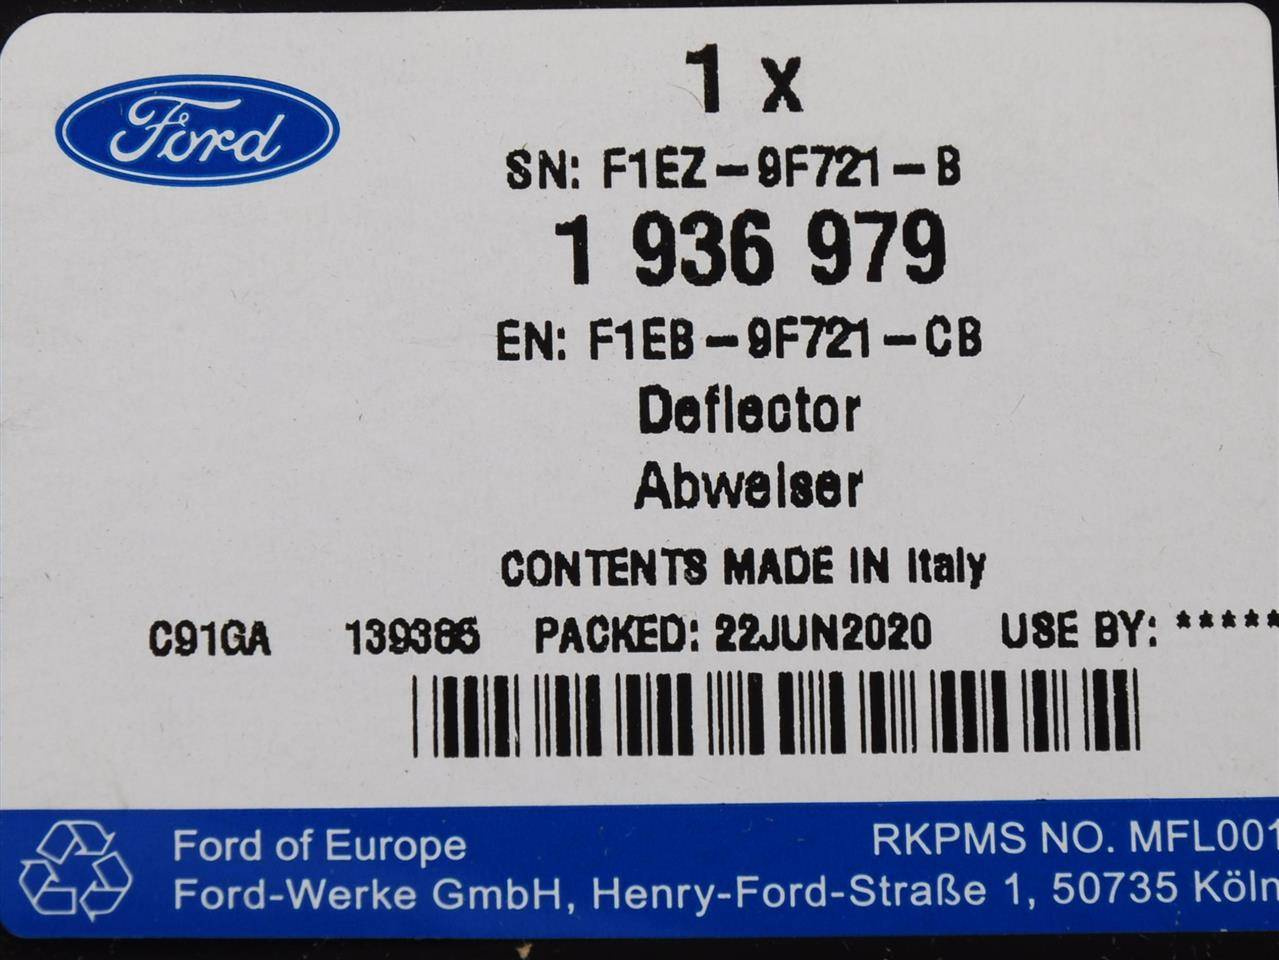 Ford
1 x
SN: F1EZ-9F721-B
1 936 979
EN: F1EB-9F721-CB
Deflector
Abweiser
CONTENTS MADE IN Italy
C91GA 139386 PACKED: 22JUN2020 USE BY: *****
Ford of Europe RKPMS NO. MFL001
Ford-Werke GmbH, Henry-Ford-Straße 1, 50735 Köln